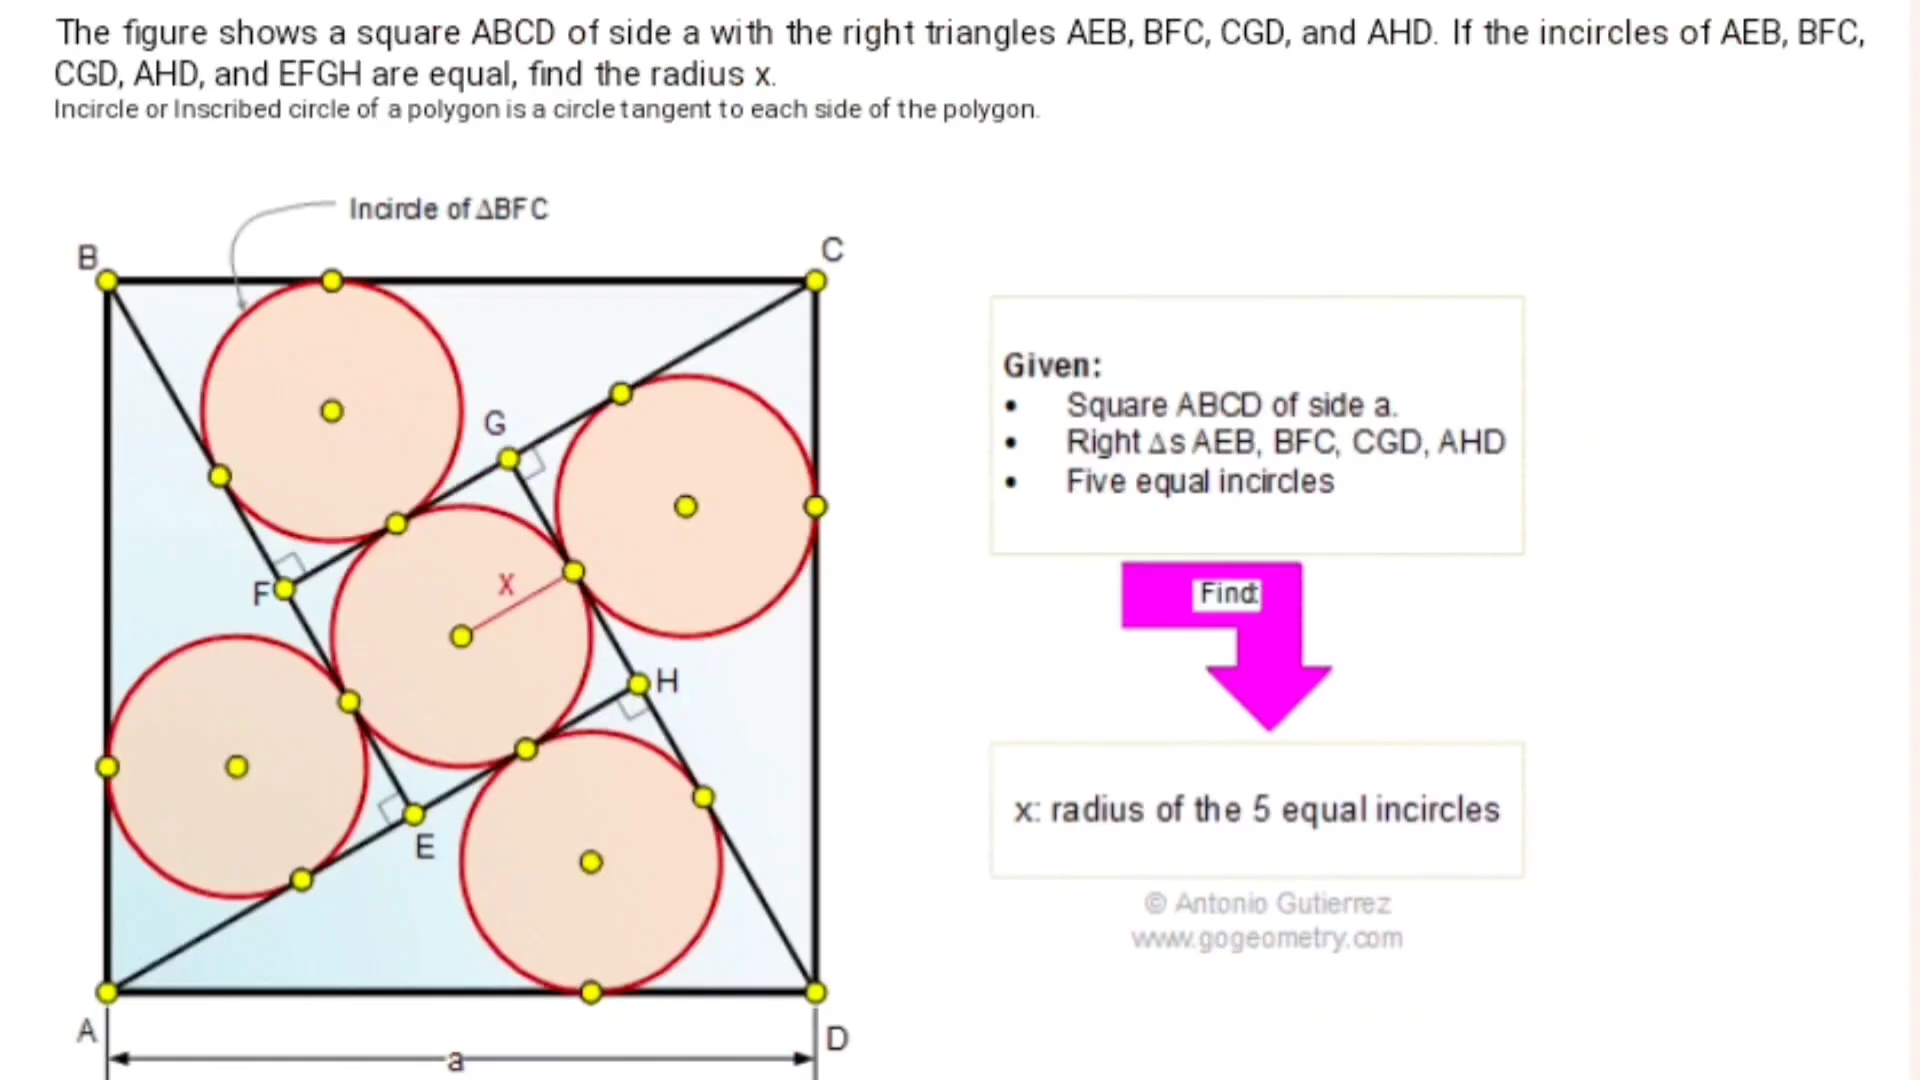 The figure shows a square ABCD of side a with the right triangles AEB, BFC, CGD, and AHD. If the incircles of AEB, BFC,
CGD, AHD, and EFGH are equal, find the radius x.
Incircle or Inscribed circle of a polygon is a circle tangent to each side of the polygon.
Incircle of ΔBFC
B
C
G
F
x
H
E
A
D
a
Given:
• Square ABCD of side a.
• Right Δs AEB, BFC, CGD, AHD
• Five equal incircles
Find:
x: radius of the 5 equal incircles
© Antonio Gutierrez
www.gogeometry.com